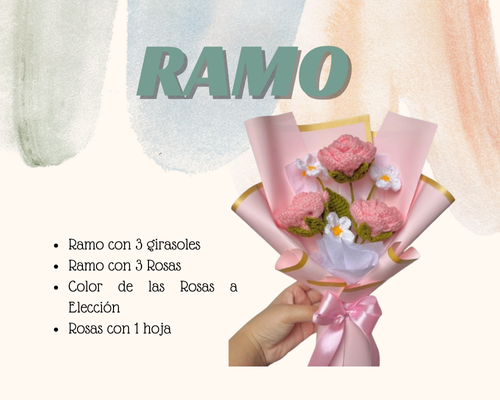 RAMO
• Ramo con 3 girasoles
• Ramo con 3 Rosas
• Color de las Rosas a
Elección
• Rosas con 1 hoja